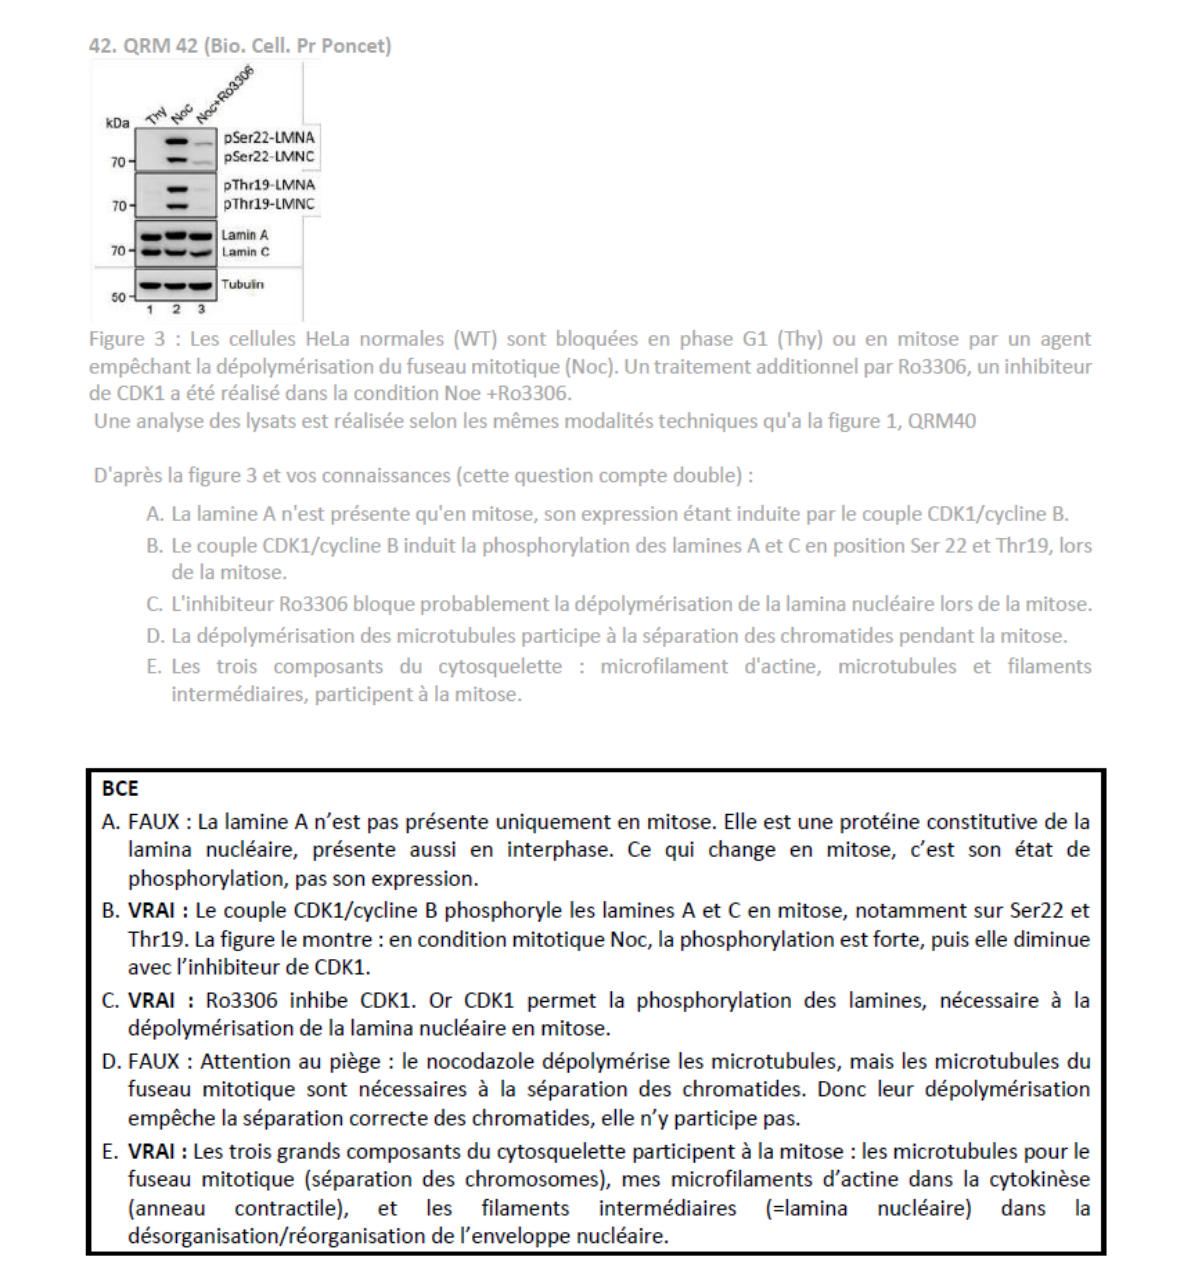 42. QRM 42 (Bio. Cell. Pr Poncet)
kDa Thy Noc Noc+Ro3306
pSer22-LMNA
70- pSer22-LMNC
pThr19-LMNA
70- pThr19-LMNC
Lamin A
70- Lamin C
Tubulin
50-
1 2 3
Figure 3 : Les cellules HeLa normales (WT) sont bloquées en phase G1 (Thy) ou en mitose par un agent
empêchant la dépolymérisation du fuseau mitotique (Noc). Un traitement additionnel par Ro3306, un inhibiteur
de CDK1 a été réalisé dans la condition Noe +Ro3306.
Une analyse des lysats est réalisée selon les mêmes modalités techniques qu'a la figure 1, QRM40
D'après la figure 3 et vos connaissances (cette question compte double) :
A. La lamine A n'est présente qu'en mitose, son expression étant induite par le couple CDK1/cycline B.
B. Le couple CDK1/cycline B induit la phosphorylation des lamines A et C en position Ser 22 et Thr19, lors
de la mitose.
C. L'inhibiteur Ro3306 bloque probablement la dépolymérisation de la lamina nucléaire lors de la mitose.
D. La dépolymérisation des microtubules participe à la séparation des chromatides pendant la mitose.
E. Les trois composants du cytosquelette : microfilament d'actine, microtubules et filaments
intermédiaires, participent à la mitose.
BCE
A. FAUX : La lamine A n’est pas présente uniquement en mitose. Elle est une protéine constitutive de la
lamina nucléaire, présente aussi en interphase. Ce qui change en mitose, c’est son état de
phosphorylation, pas son expression.
B. VRAI : Le couple CDK1/cycline B phosphoryle les lamines A et C en mitose, notamment sur Ser22 et
Thr19. La figure le montre : en condition mitotique Noc, la phosphorylation est forte, puis elle diminue
avec l’inhibiteur de CDK1.
C. VRAI : Ro3306 inhibe CDK1. Or CDK1 permet la phosphorylation des lamines, nécessaire à la
dépolymérisation de la lamina nucléaire en mitose.
D. FAUX : Attention au piège : le nocodazole dépolymérise les microtubules, mais les microtubules du
fuseau mitotique sont nécessaires à la séparation des chromatides. Donc leur dépolymérisation
empêche la séparation correcte des chromatides, elle n’y participe pas.
E. VRAI : Les trois grands composants du cytosquelette participent à la mitose : les microtubules pour le
fuseau mitotique (séparation des chromosomes), mes microfilaments d’actine dans la cytokinèse
(anneau contractile), et les filaments intermédiaires (=lamina nucléaire) dans la
désorganisation/réorganisation de l’enveloppe nucléaire.